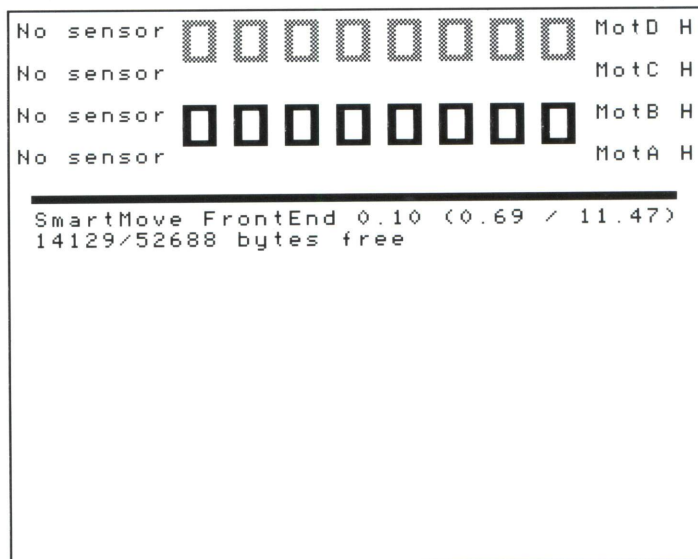 No sensor MotD H
No sensor MotC H
No sensor MotB H
No sensor MotA H
SmartMove FrontEnd 0.10 (0.69 / 11.47)
14129/52688 bytes free